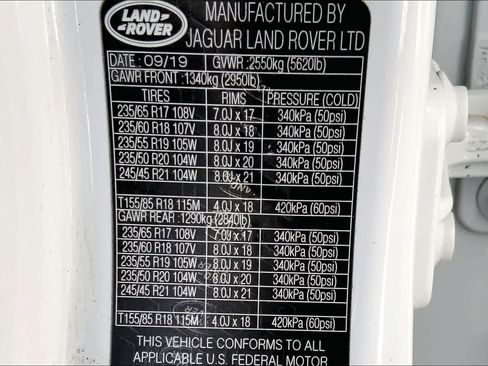 LAND
ROVER
MANUFACTURED BY
JAGUAR LAND ROVER LTD
DATE : 09/19 GVWR :2550kg (5620lb)
GAWR FRONT :1340kg (2950lb)
TIRES RIMS PRESSURE (COLD)
235/65 R17 108V 7.0J x 17 340kPa (50psi)
235/60 R18 107V 8.0J x 18 340kPa (50psi)
235/55 R19 105W 8.0J x 19 340kPa (50psi)
235/50 R20 104W 8.0J x 20 340kPa (50psi)
245/45 R21 104W 8.0J x 21 340kPa (50psi)
T155/85 R18 115M 4.0J x 18 420kPa (60psi)
GAWR REAR :1290kg (2840lb)
235/65 R17 108V 7.0J x 17 340kPa (50psi)
235/60 R18 107V 8.0J x 18 340kPa (50psi)
235/55 R19 105W 8.0J x 19 340kPa (50psi)
235/50 R20 104W 8.0J x 20 340kPa (50psi)
245/45 R21 104W 8.0J x 21 340kPa (50psi)
T155/85 R18 115M 4.0J x 18 420kPa (60psi)
THIS VEHICLE CONFORMS TO ALL
APPLICABLE U.S. FEDERAL MOTOR